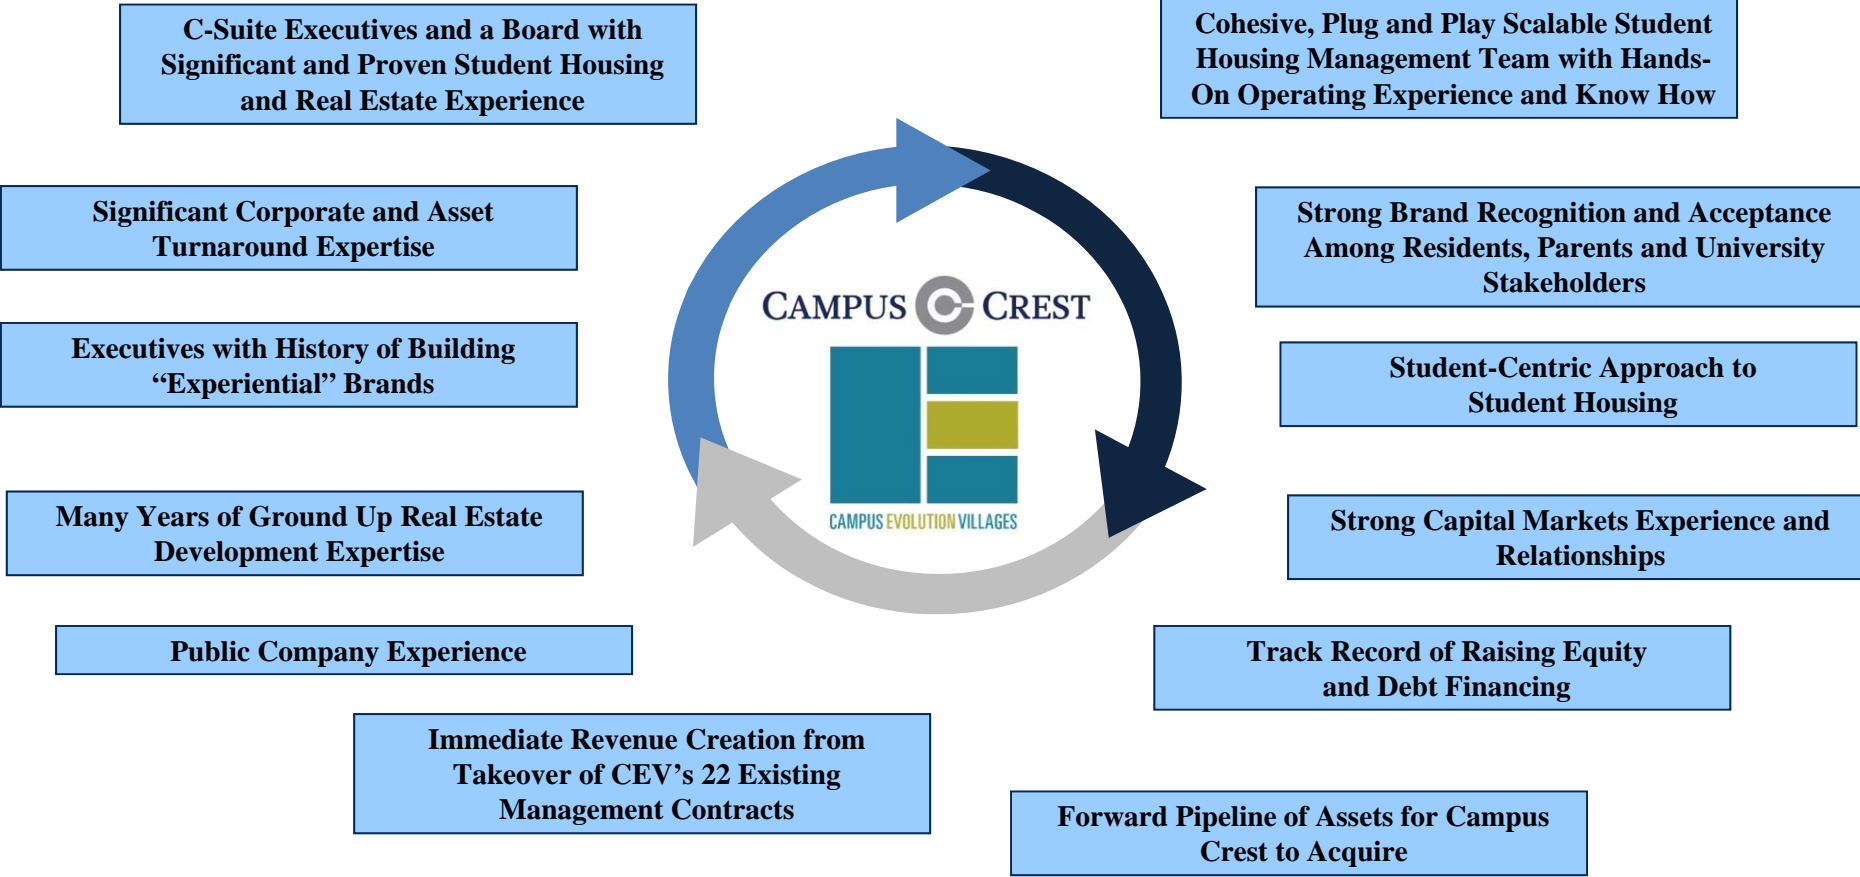 C-Suite Executives and a Board with
Significant and Proven Student Housing
and Real Estate Experience
Cohesive, Plug and Play Scalable Student
Housing Management Team with Hands-
On Operating Experience and Know How
Significant Corporate and Asset
Turnaround Expertise
Strong Brand Recognition and Acceptance
Among Residents, Parents and University
Stakeholders
CAMPUS CREST
Executives with History of Building
“Experiential” Brands
Student-Centric Approach to
Student Housing
CAMPUS EVOLUTION VILLAGES
Many Years of Ground Up Real Estate
Development Expertise
Strong Capital Markets Experience and
Relationships
Public Company Experience
Track Record of Raising Equity
and Debt Financing
Immediate Revenue Creation from
Takeover of CEV’s 22 Existing
Management Contracts
Forward Pipeline of Assets for Campus
Crest to Acquire